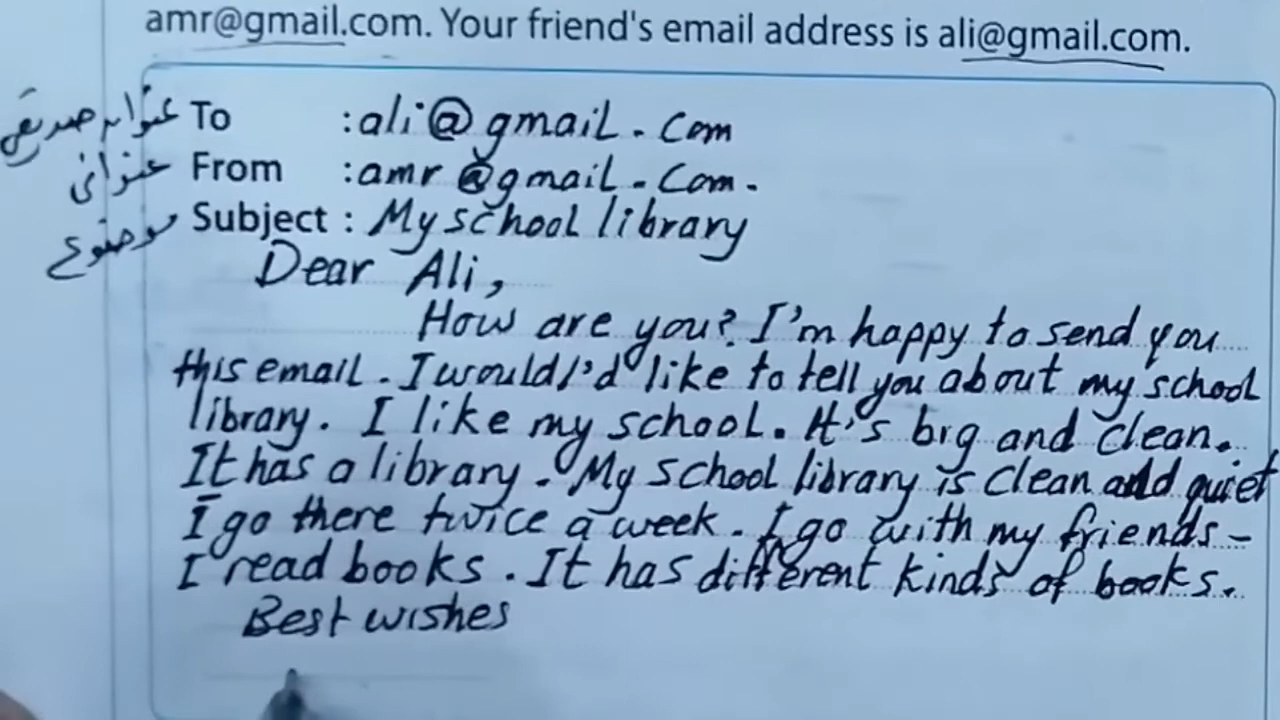 amr@gmail.com. Your friend's email address is ali@gmail.com.
عنوان صديقي To :ali@gmail.com
عنواني From :amr@gmail.com.
موضوع Subject : My school library
Dear Ali,
How are you? I'm happy to send you
this email. I would/'d like to tell you about my school
library. I like my school. It's big and clean.
It has a library. My school library is clean and quiet
I go there twice a week. I go with my friends-
I read books. It has different kinds of books.
Best wishes